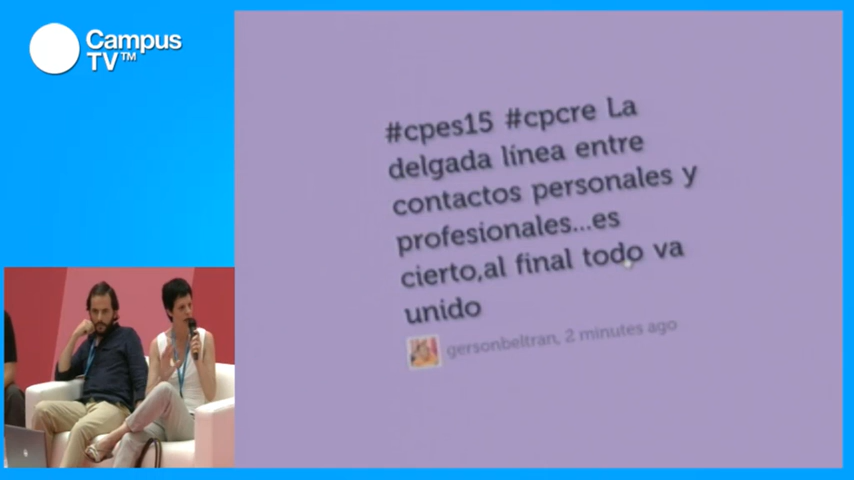 Campus
TV™
#cpes15 #cpcre La
delgada línea entre
contactos personales y
profesionales...es
cierto,al final todo va
unido
gersonbeltran, 2 minutes ago